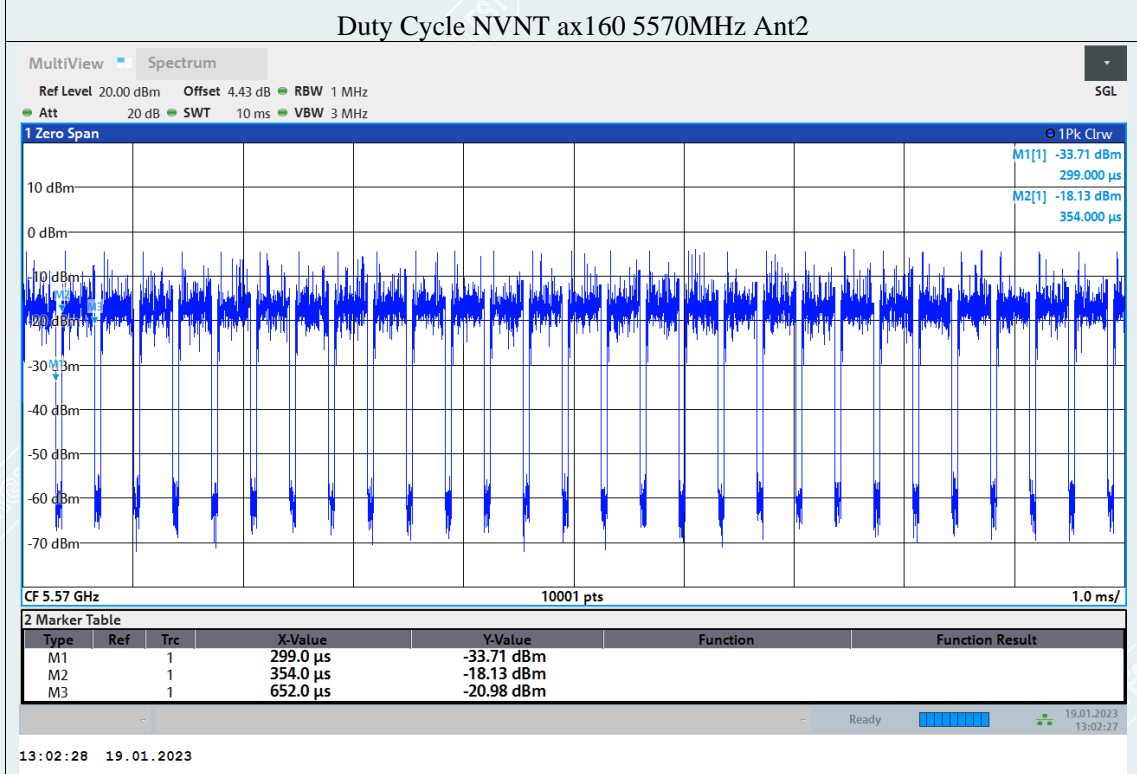 Duty Cycle NVNT ax160 5570MHz Ant2
MultiView Spectrum
Ref Level 20.00 dBm Offset 4.43 dB RBW 1 MHz SGL
Att 20 dB SWT 10 ms VBW 3 MHz
1 Zero Span 1Pk Clrw
M1[1] -33.71 dBm
299.000 µs
M2[1] -18.13 dBm
354.000 µs
10 dBm
0 dBm
-10 dBm
M2
M3
-20 dBm
-30 dBm
M1
-40 dBm
-50 dBm
-60 dBm
-70 dBm
CF 5.57 GHz 10001 pts 1.0 ms/
2 Marker Table
Type Ref Trc X-Value Y-Value Function Function Result
M1 1 299.0 µs -33.71 dBm
M2 1 354.0 µs -18.13 dBm
M3 1 652.0 µs -20.98 dBm
Ready 19.01.2023
13:02:27
13:02:28 19.01.2023